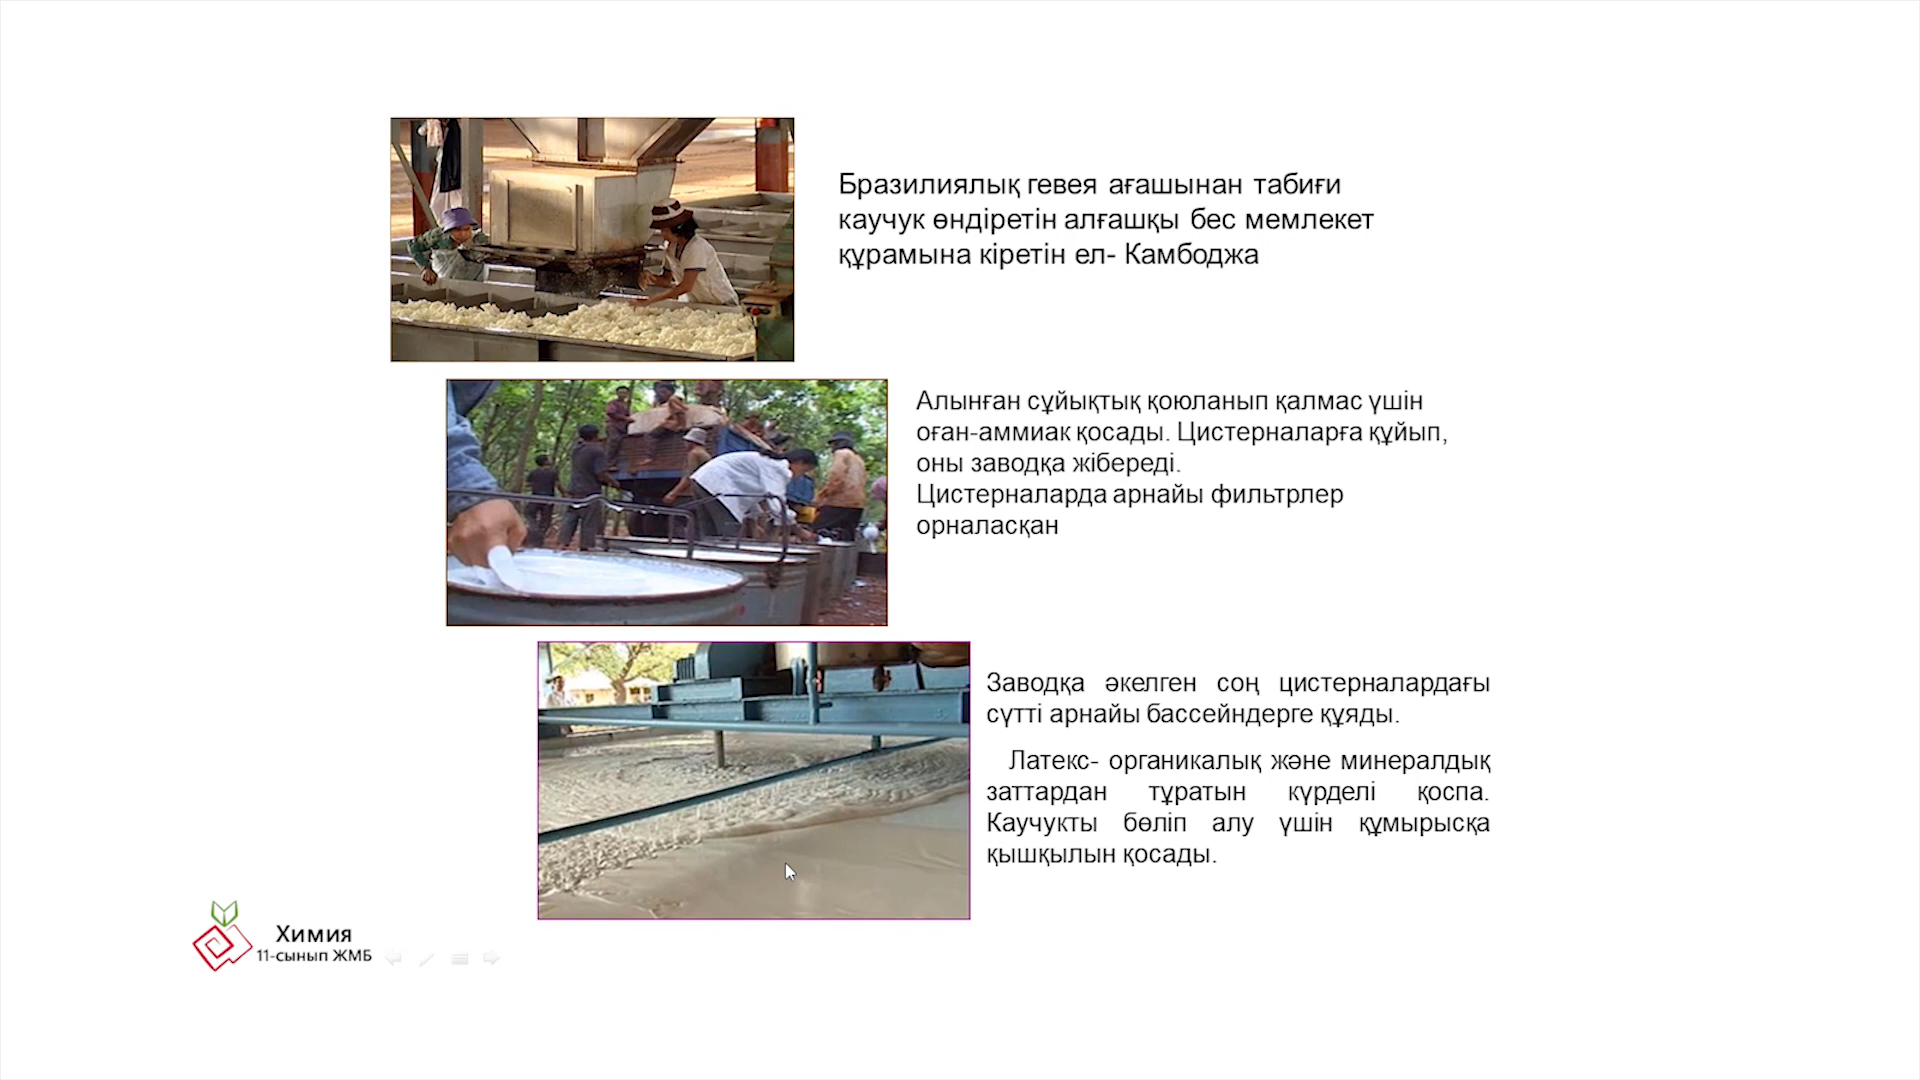 Бразилиялық гевея ағашынан табиғи
каучук өндіретін алғашқы бес мемлекет
құрамына кіретін ел- Камбоджа
Алынған сұйықтық қоюланып қалмас үшін
оған-аммиак қосады. Цистерналарға құйып,
оны заводқа жібереді.
Цистерналарда арнайы фильтрлер
орналасқан
Заводқа әкелген соң цистерналардағы
сүтті арнайы бассейндерге құяды.
Латекс- органикалық және минералдық
заттардан тұратын күрделі қоспа.
Каучукты бөліп алу үшін құмырысқа
қышқылын қосады.
Химия
11-сынып ЖМБ